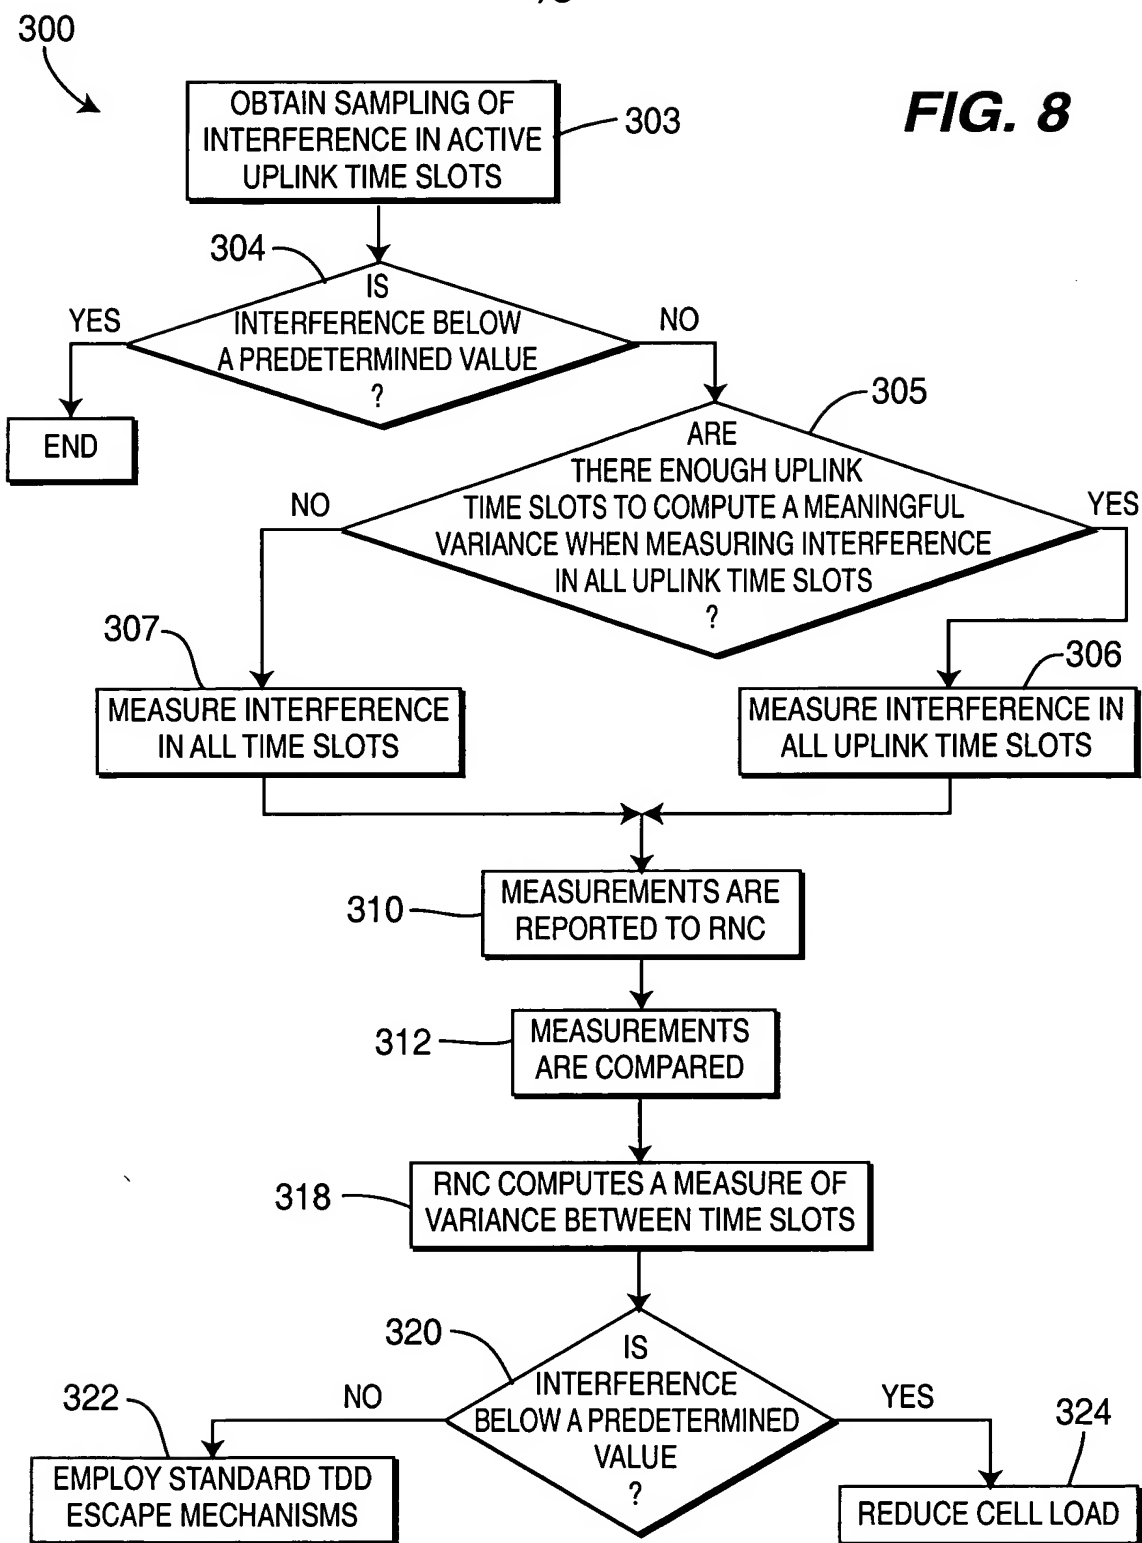 300
FIG. 8
OBTAIN SAMPLING OF
INTERFERENCE IN ACTIVE
UPLINK TIME SLOTS
303
304
IS
INTERFERENCE BELOW
A PREDETERMINED VALUE
?
YES
NO
END
305
ARE
THERE ENOUGH UPLINK
TIME SLOTS TO COMPUTE A MEANINGFUL
VARIANCE WHEN MEASURING INTERFERENCE
IN ALL UPLINK TIME SLOTS
?
NO
YES
307
MEASURE INTERFERENCE
IN ALL TIME SLOTS
306
MEASURE INTERFERENCE IN
ALL UPLINK TIME SLOTS
310
MEASUREMENTS ARE
REPORTED TO RNC
312
MEASUREMENTS
ARE COMPARED
318
RNC COMPUTES A MEASURE OF
VARIANCE BETWEEN TIME SLOTS
320
IS
INTERFERENCE
BELOW A PREDETERMINED
VALUE
?
NO
YES
322
EMPLOY STANDARD TDD
ESCAPE MECHANISMS
324
REDUCE CELL LOAD